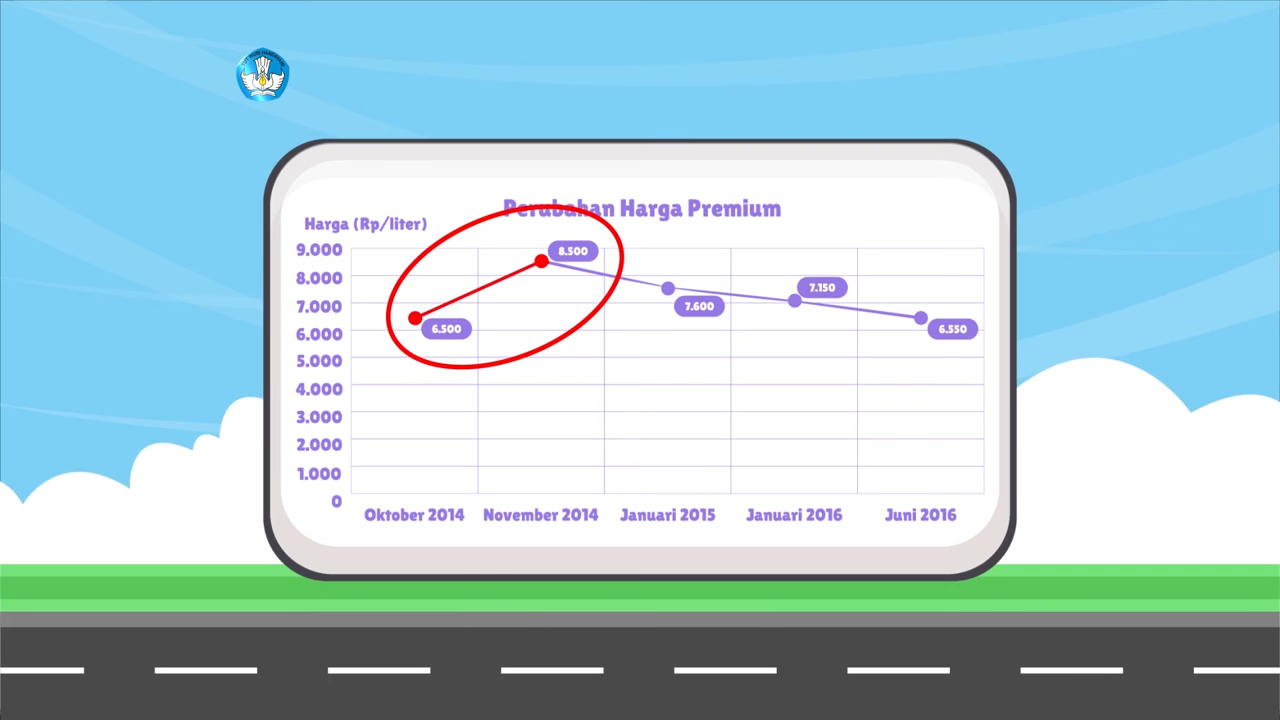 Perubahan Harga Premium
Harga (Rp/liter)
9.000
8.000
7.000
6.000
5.000
4.000
3.000
2.000
1.000
0
8.500
7.150
7.600
6.500
6.550
Oktober 2014
November 2014
Januari 2015
Januari 2016
Juni 2016